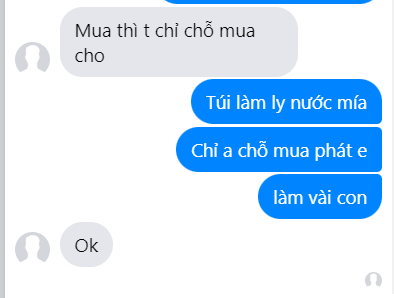 Mua thì t chỉ chỗ mua
cho
Túi làm ly nước mía
Chỉ a chỗ mua phát e
làm vài con
Ok